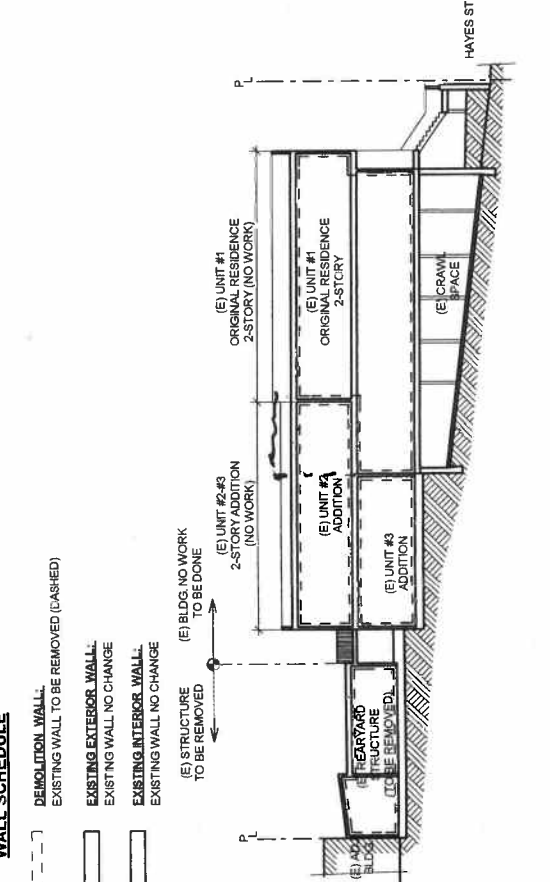 WALL SCHEDULE
DEMOLITION WALL:
EXISTING WALL TO BE REMOVED (DASHED)
EXISTING EXTERIOR WALL:
EXISTING WALL NO CHANGE
EXISTING INTERIOR WALL:
EXISTING WALL NO CHANGE
(E) STRUCTURE
TO BE REMOVED
(E) BLDG. NO WORK
TO BE DONE
(E) UNIT #2-#3
2-STORY ADDITION
(NO WORK)
(E) UNIT #1
ORIGINAL RESIDENCE
2-STORY (NO WORK)
PL
PL
HAYES ST
(E) UNIT #2
ADDITION
(E) UNIT #1
ORIGINAL RESIDENCE
2-STORY
(E) UNIT #3
ADDITION
(E) CRAWL
SPACE
(E) REARYARD
STRUCTURE
(TO BE REMOVED)
(E)
BLDG.